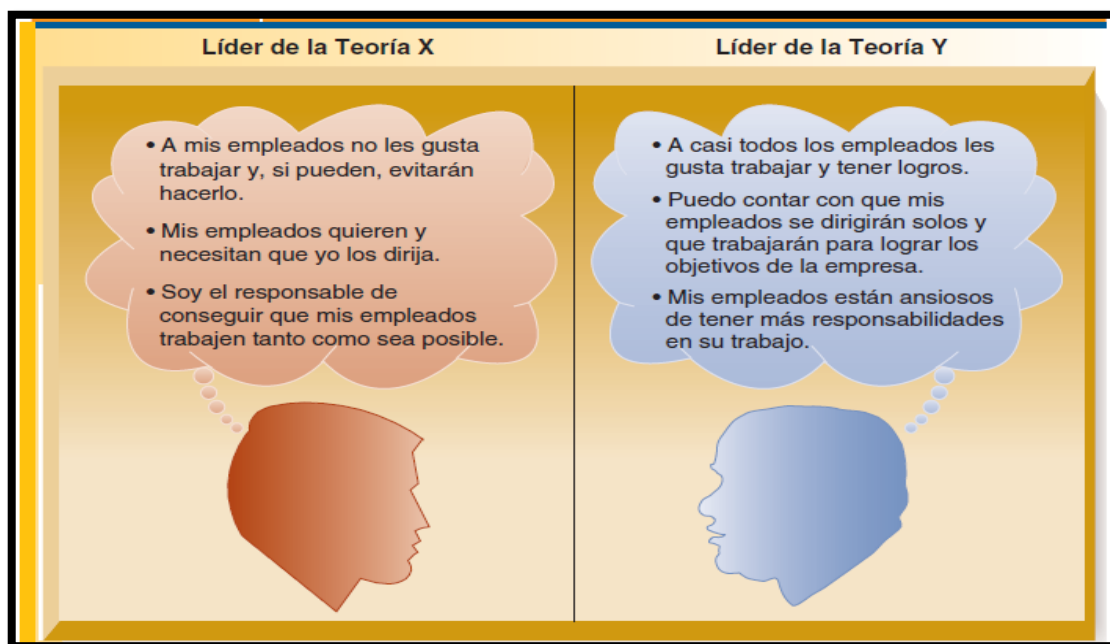 Líder de la Teoría X
• A mis empleados no les gusta
trabajar y, si pueden, evitarán
hacerlo.
• Mis empleados quieren y
necesitan que yo los dirija.
• Soy el responsable de
conseguir que mis empleados
trabajen tanto como sea posible.
Líder de la Teoría Y
• A casi todos los empleados les
gusta trabajar y tener logros.
• Puedo contar con que mis
empleados se dirigirán solos y
que trabajarán para lograr los
objetivos de la empresa.
• Mis empleados están ansiosos
de tener más responsabilidades
en su trabajo.